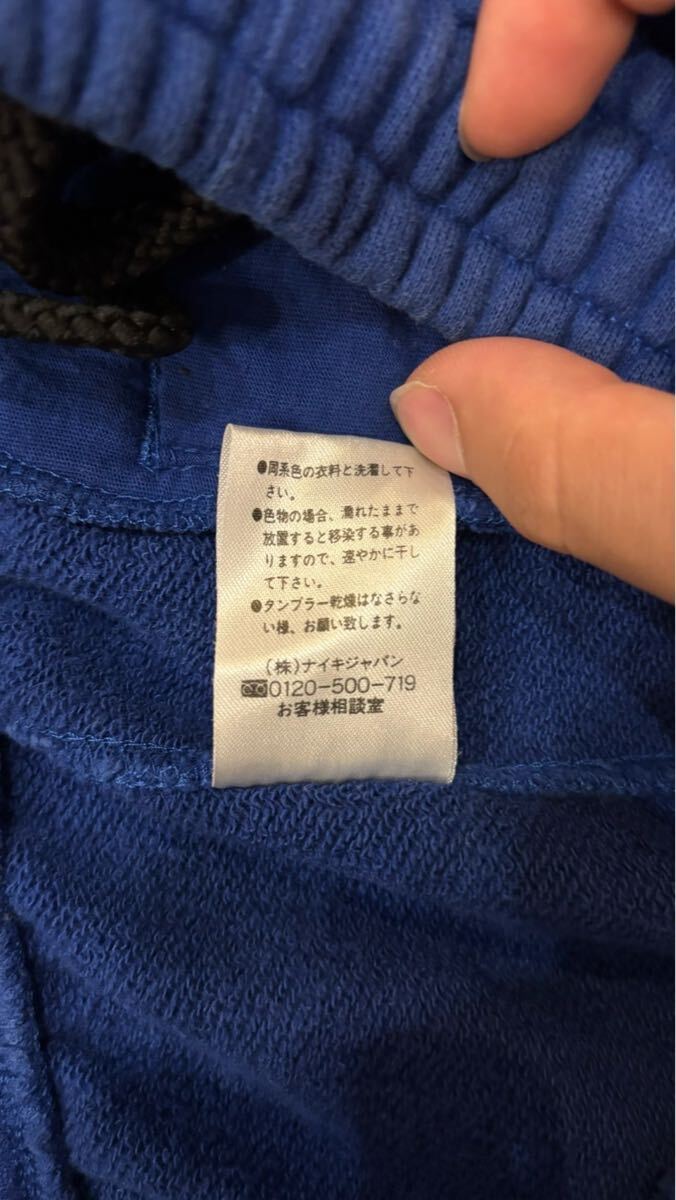 ●同系色の衣料と洗濯して下
さい。
●色物の場合、濡れたままで
放置すると移染する事があ
りますので、速やかに干し
て下さい。
●タンブラー乾燥はなさらな
い様、お願い致します。
(株)ナイキジャパン
0120-500-719
お客様相談室